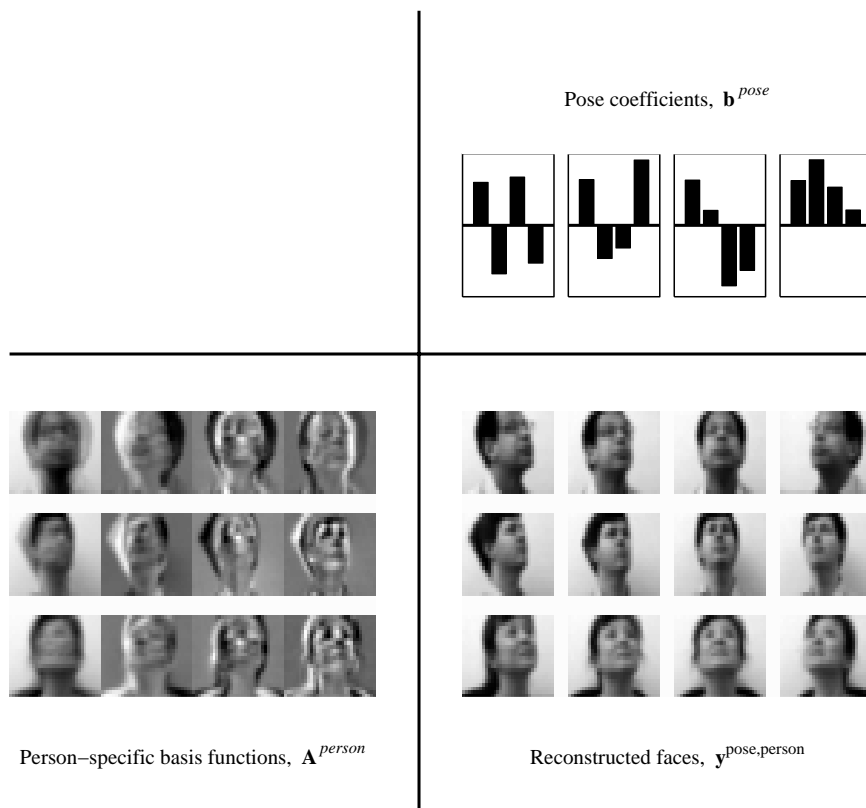 Pose coefficients, b^pose
Person−specific basis functions, A^person
Reconstructed faces, y^pose,person